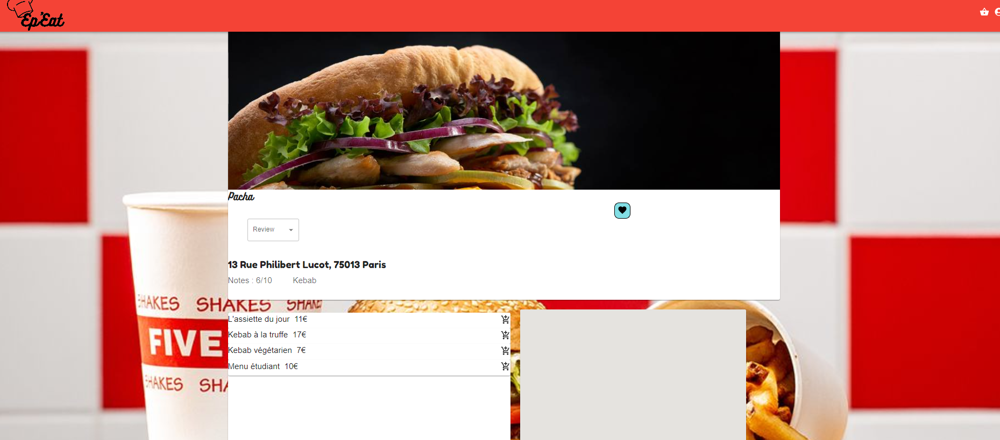 Ep'Eat
Pacha
Review
13 Rue Philibert Lucot, 75013 Paris
Notes : 6/10 Kebab
SHAKES SHAKES SHAKE
FIVE
SHAKES SHA
L'assiette du jour 11€
Kebab à la truffe 17€
Kebab végétarien 7€
Menu étudiant 10€